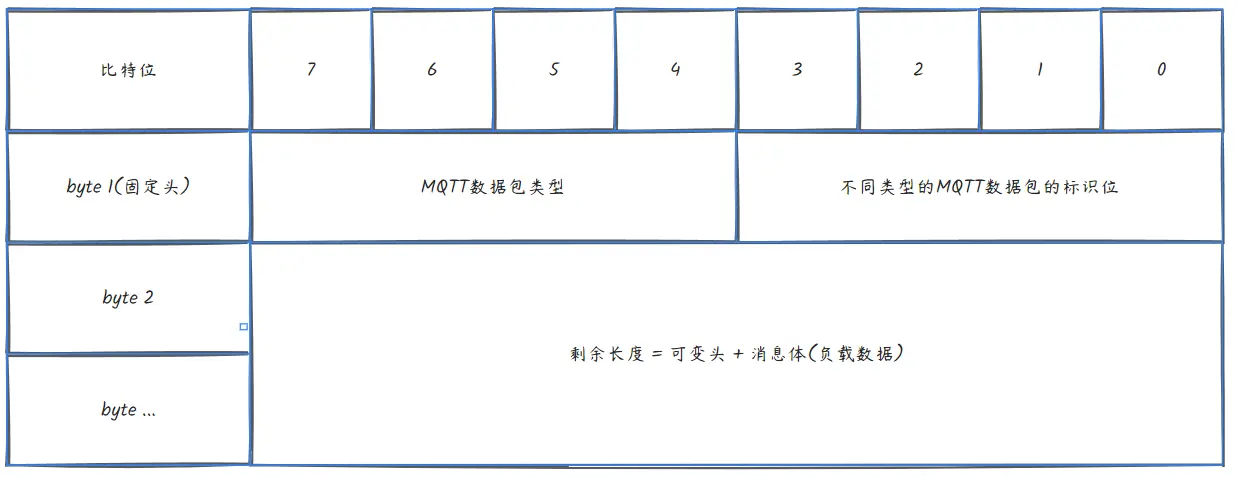 比特位 7 6 5 4 3 2 1 0
byte 1(固定头) MQTT数据包类型 不同类型的MQTT数据包的标识位
byte 2
剩余长度 = 可变头 + 消息体(负载数据)
byte ...